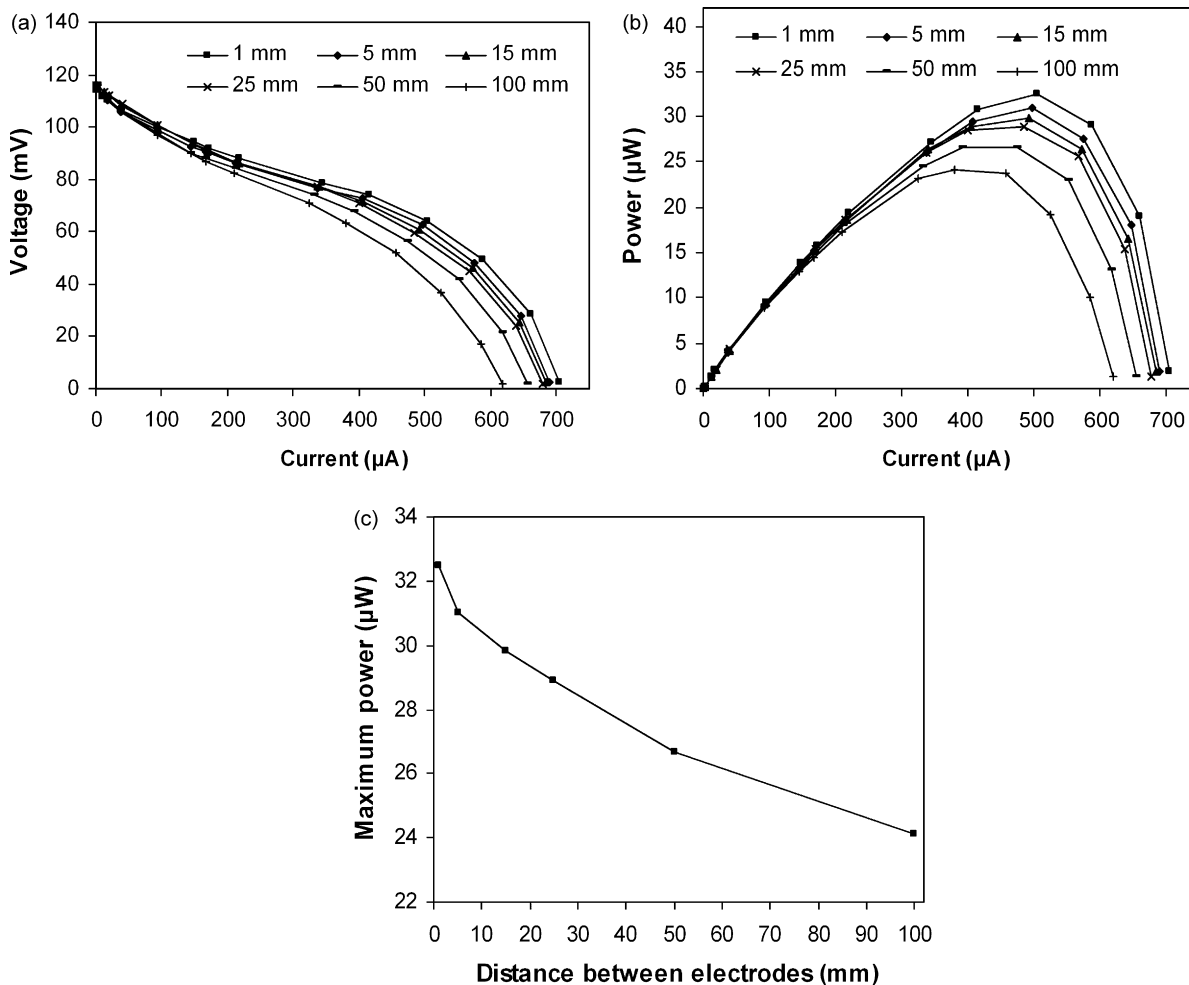 (a)
140
120
100
80
60
40
20
0
Voltage (mV)
1 mm 5 mm 15 mm
25 mm 50 mm 100 mm
0 100 200 300 400 500 600 700
Current (µA)
(b)
40
35
30
25
20
15
10
5
0
Power (µW)
1 mm 5 mm 15 mm
25 mm 50 mm 100 mm
0 100 200 300 400 500 600 700
Current (µA)
(c)
34
32
30
28
26
24
22
Maximum power (µW)
0 10 20 30 40 50 60 70 80 90 100
Distance between electrodes (mm)